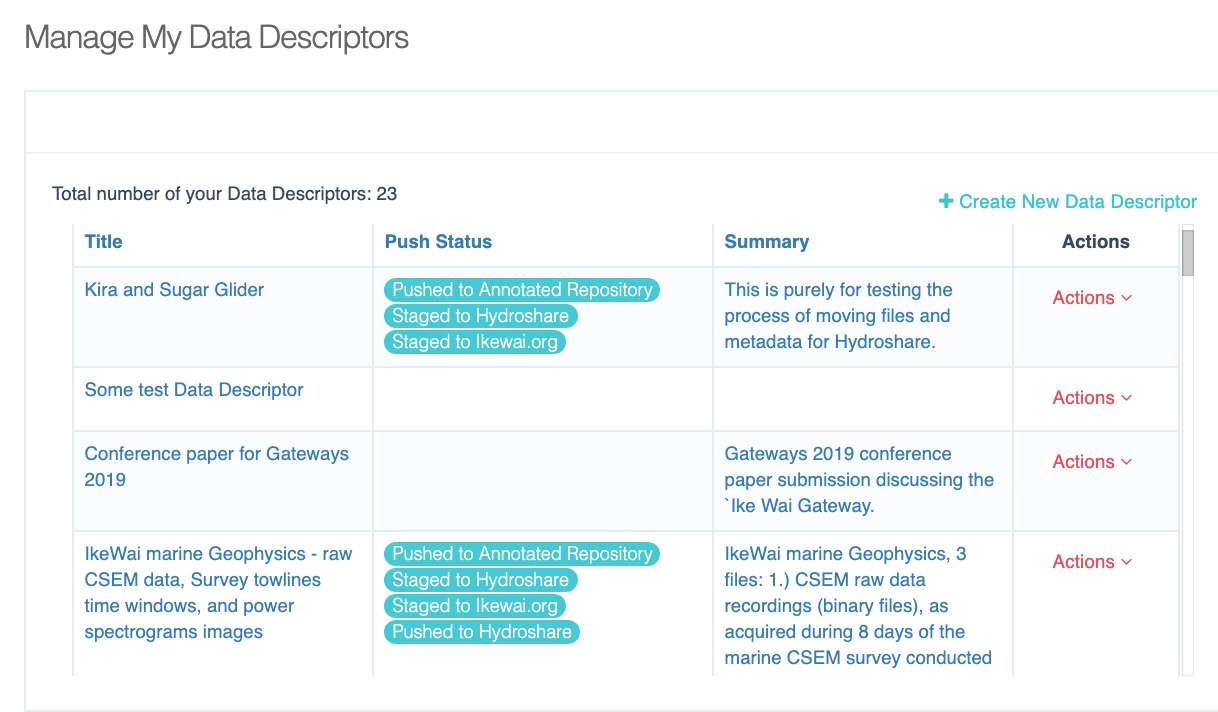 Manage My Data Descriptors
Total number of your Data Descriptors: 23
Create New Data Descriptor
Title Push Status Summary Actions
Kira and Sugar Glider
Pushed to Annotated Repository
Staged to Hydroshare
Staged to Ikewai.org
This is purely for testing the
process of moving files and
metadata for Hydroshare.
Actions
Some test Data Descriptor
Actions
Conference paper for Gateways
2019
Gateways 2019 conference
paper submission discussing the
`Ike Wai Gateway.
Actions
IkeWai marine Geophysics - raw
CSEM data, Survey towlines
time windows, and power
spectrograms images
Pushed to Annotated Repository
Staged to Hydroshare
Staged to Ikewai.org
Pushed to Hydroshare
IkeWai marine Geophysics, 3
files: 1.) CSEM raw data
recordings (binary files), as
acquired during 8 days of the
marine CSEM survey conducted
Actions